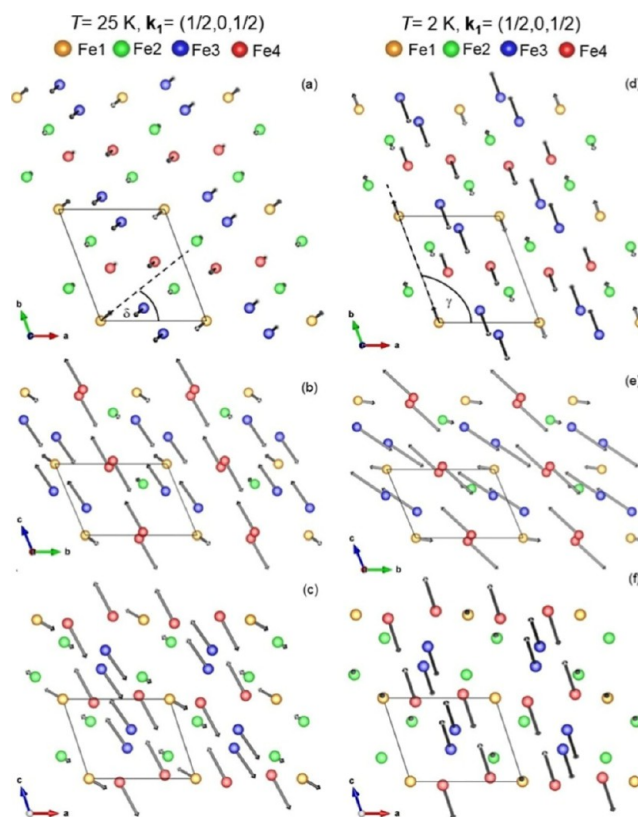 T= 25 K, k₁= (1/2,0,1/2)
Fe1 Fe2 Fe3 Fe4
(a)
δ
b
a
(b)
c
b
(c)
c
a
T= 2 K, k₁= (1/2,0,1/2)
Fe1 Fe2 Fe3 Fe4
(d)
γ
b
a
(e)
c
b
(f)
c
a